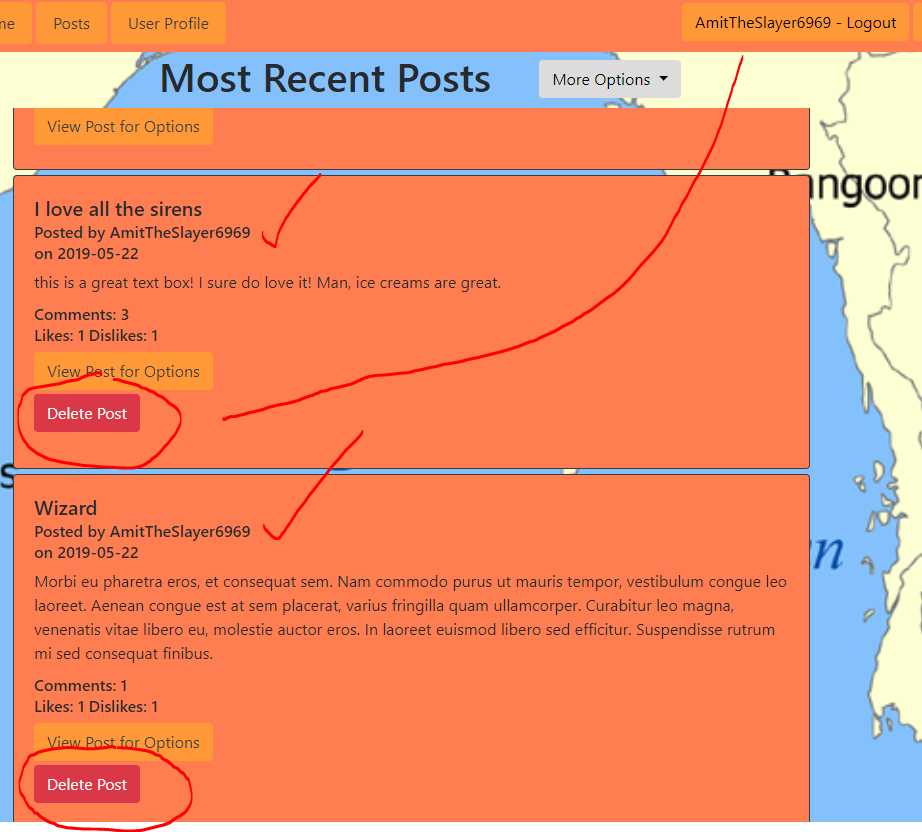 me Posts User Profile AmitTheSlayer6969 - Logout
Most Recent Posts More Options
View Post for Options
Rangoon
I love all the sirens
Posted by AmitTheSlayer6969
on 2019-05-22
this is a great text box! I sure do love it! Man, ice creams are great.
Comments: 3
Likes: 1 Dislikes: 1
View Post for Options
Delete Post
Wizard
Posted by AmitTheSlayer6969
on 2019-05-22
Morbi eu pharetra eros, et consequat sem. Nam commodo purus ut mauris tempor, vestibulum congue leo
laoreet. Aenean congue est at sem placerat, varius fringilla quam ullamcorper. Curabitur leo magna,
venenatis vitae libero eu, molestie auctor eros. In laoreet euismod libero sed efficitur. Suspendisse rutrum
mi sed consequat finibus.
Comments: 1
Likes: 1 Dislikes: 1
View Post for Options
Delete Post